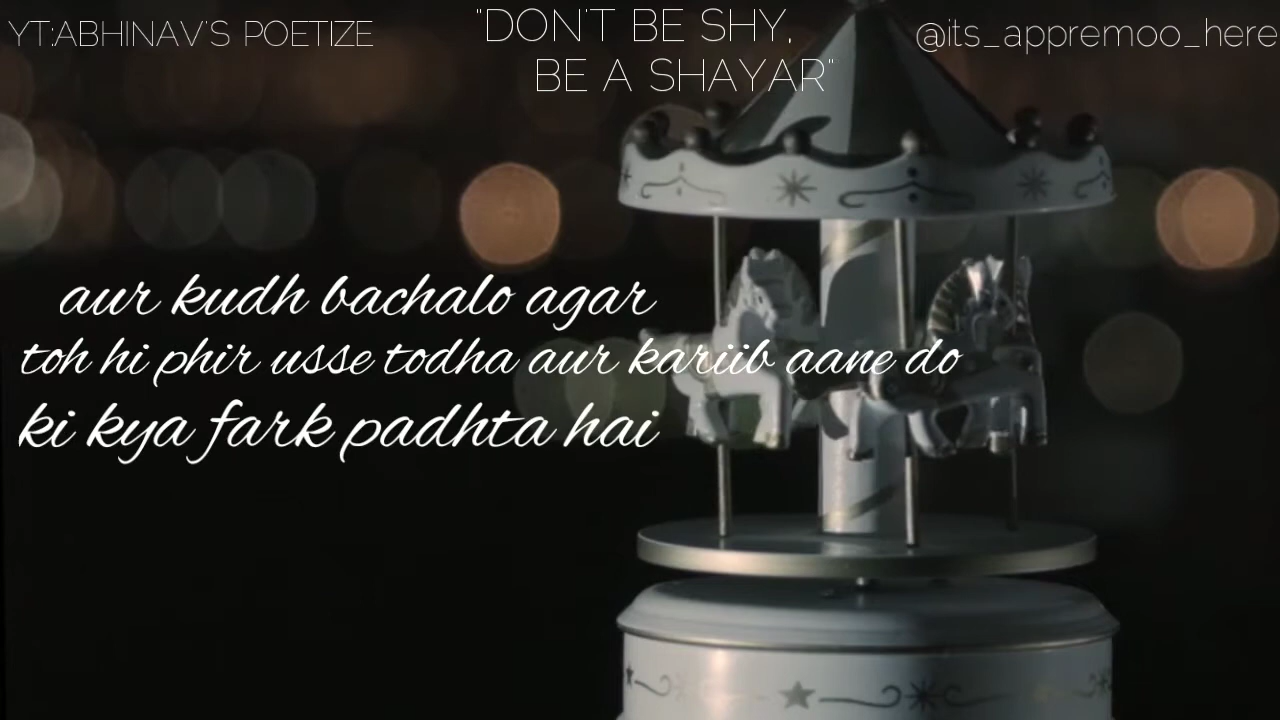 YT:ABHINAV'S POETIZE
"DON'T BE SHY,
BE A SHAYAR"
@its_appremoo_here
aur kudh bachalo agar
toh hi phir usse todha aur kariib aane do
ki kya fark padhta hai